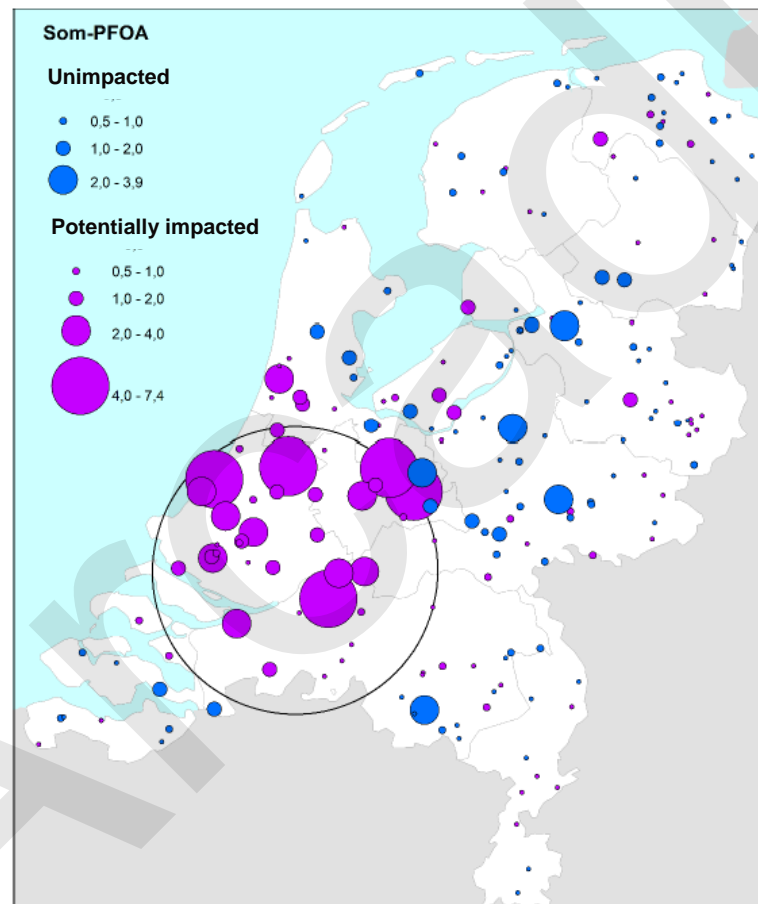 Som-PFOA
Unimpacted
0,5 - 1,0
1,0 - 2,0
2,0 - 3,9
Potentially impacted
0,5 - 1,0
1,0 - 2,0
2,0 - 4,0
4,0 - 7,4